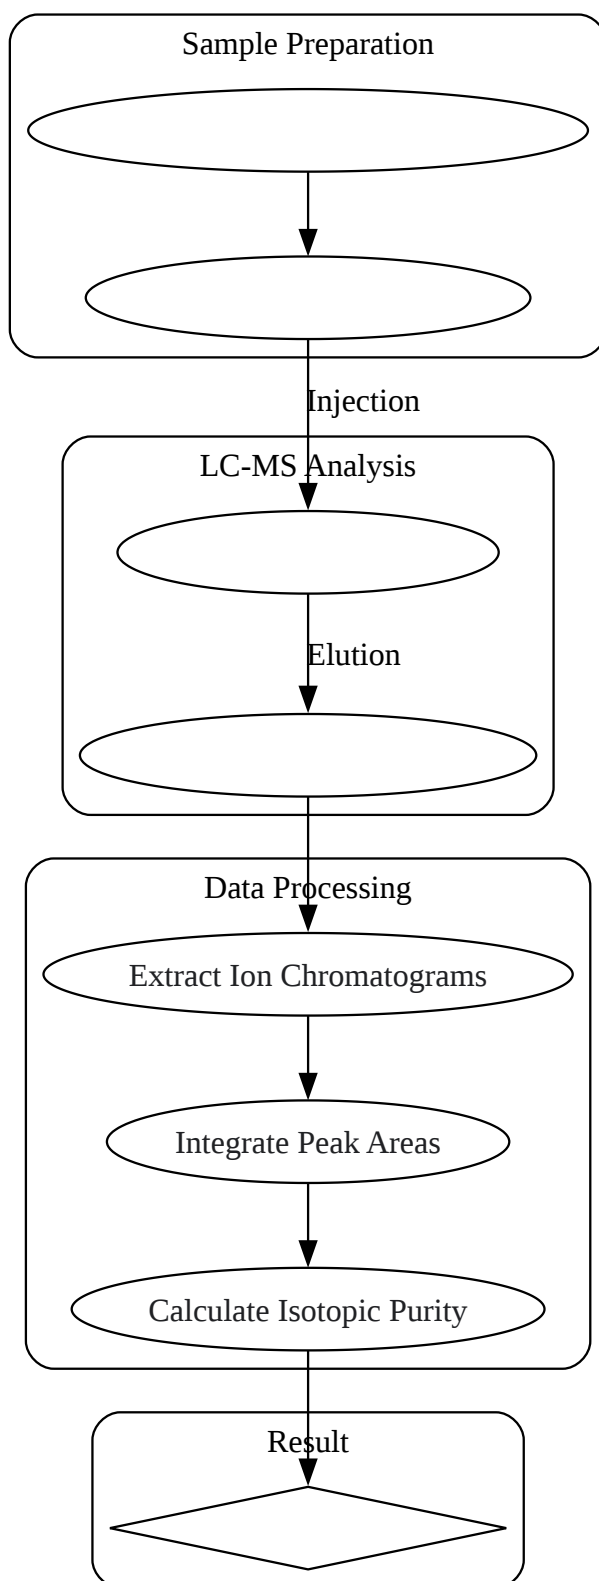 Sample Preparation
Injection
LC-MS Analysis
Elution
Data Processing
Extract Ion Chromatograms
Integrate Peak Areas
Calculate Isotopic Purity
Result